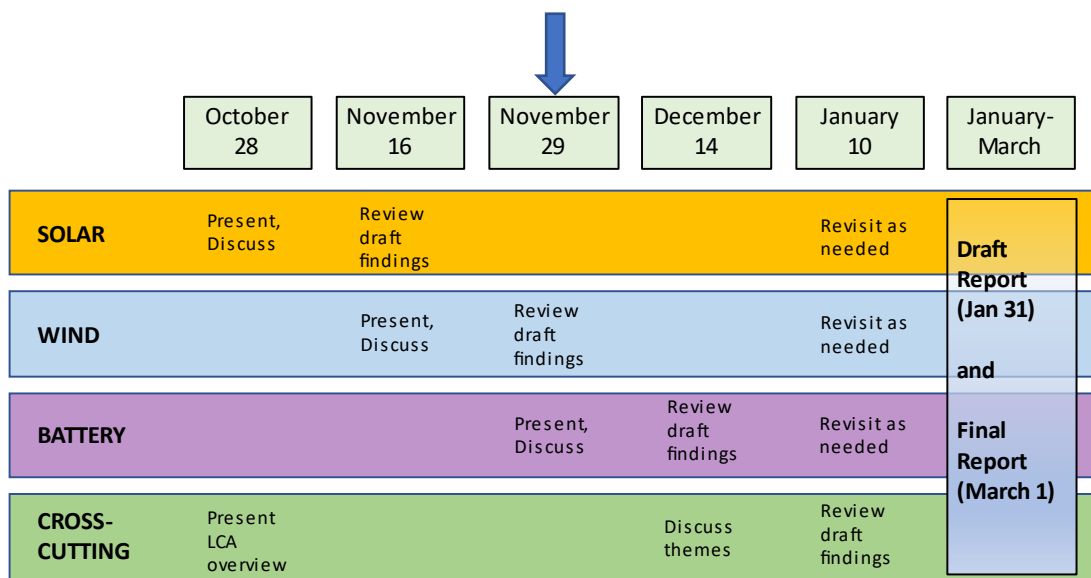 October
28
November
16
November
29
December
14
January
10
January-
March
SOLAR
Present,
Discuss
Review
draft
findings
Revisit as
needed
WIND
Present,
Discuss
Review
draft
findings
Revisit as
needed
BATTERY
Present,
Discuss
Review
draft
findings
Revisit as
needed
CROSS-
CUTTING
Present
LCA
overview
Discuss
themes
Review
draft
findings
Draft
Report
(Jan 31)
and
Final
Report
(March 1)